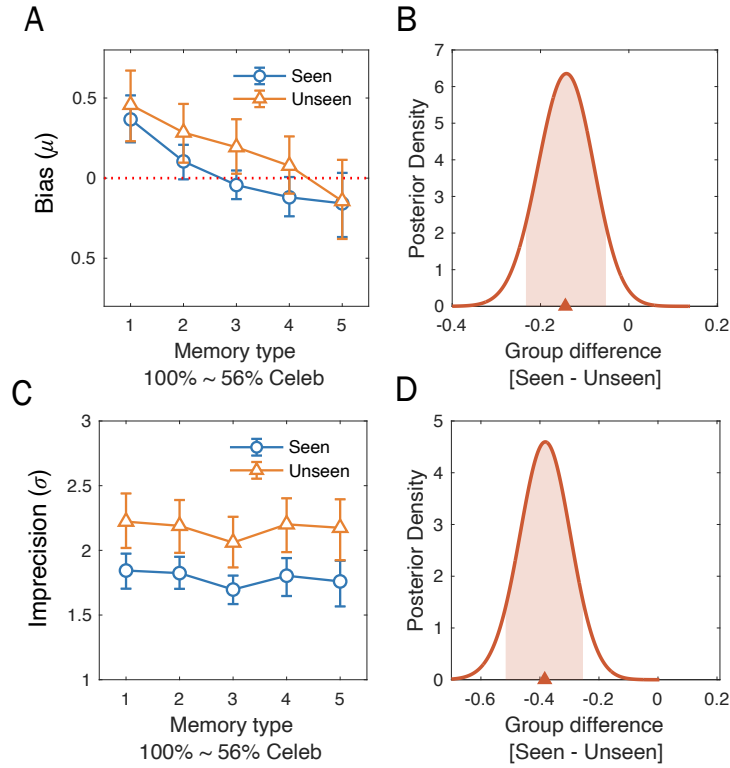 A
Bias (μ)
0.5
0
0.5
Seen
Unseen
1 2 3 4 5
Memory type
100% ~ 56% Celeb
B
Posterior Density
7
6
5
4
3
2
1
0
-0.4 -0.2 0 0.2
Group difference
[Seen - Unseen]
C
Imprecision (σ)
3
2.5
2
1.5
1
Seen
Unseen
1 2 3 4 5
Memory type
100% ~ 56% Celeb
D
Posterior Density
5
4
3
2
1
0
-0.6 -0.4 -0.2 0
Group difference
[Seen - Unseen]